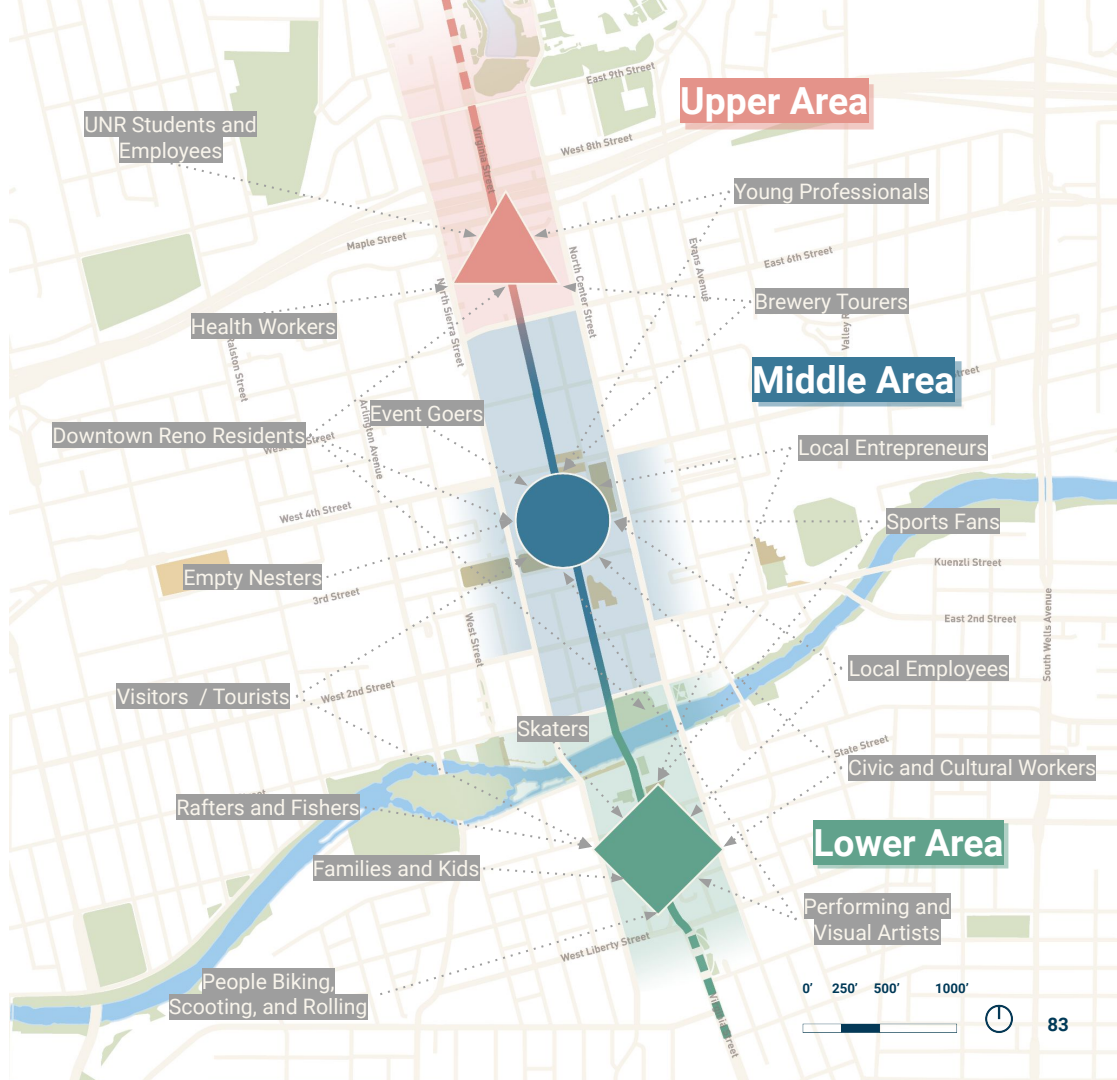 East 9th Street
Upper Area
UNR Students and
Employees
Virginia Street
West 8th Street
Young Professionals
Maple Street
North Center Street
Evans Avenue
East 6th Street
North Sierra Street
Brewery Tourers
Health Workers
Valley R
Ralston Street
Middle Area
reet
Arlington Avenue
Event Goers
Downtown Reno Residents
West
Street
Local Entrepreneurs
West 4th Street
Sports Fans
Empty Nesters
Kuenzli Street
3rd Street
East 2nd Street
South Wells Avenue
West Street
Local Employees
Visitors / Tourists
West 2nd Street
Skaters
State Street
Civic and Cultural Workers
Rafters and Fishers
Lower Area
Families and Kids
Performing and
Visual Artists
West Liberty Street
People Biking,
Scooting, and Rolling
0’ 250’ 500’ 1000’
83
Street